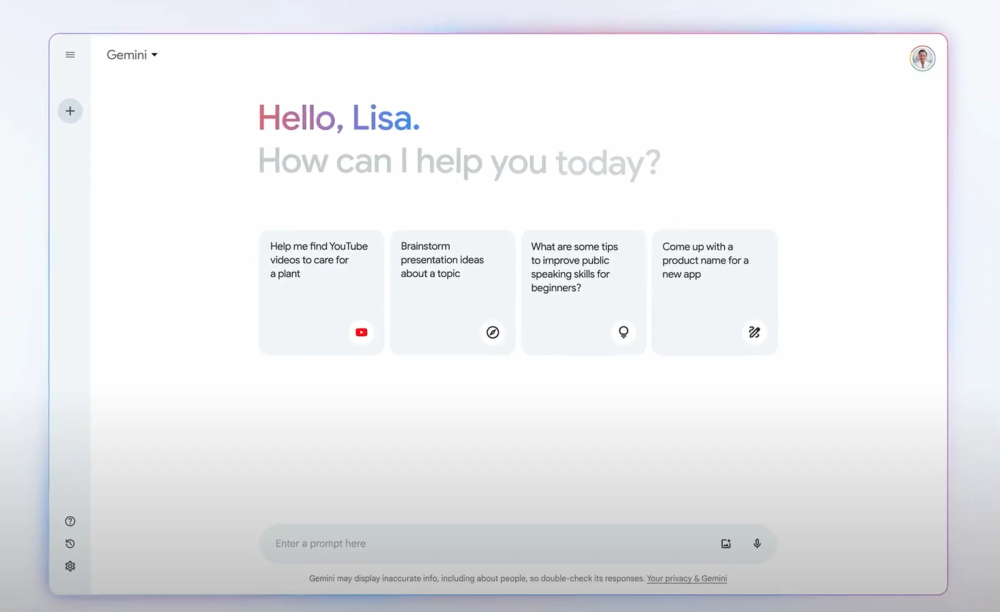 Gemini
Hello, Lisa.
How can I help you today?
Help me find YouTube
videos to care for
a plant
Brainstorm
presentation ideas
about a topic
What are some tips
to improve public
speaking skills for
beginners?
Come up with a
product name for a
new app
Enter a prompt here
Gemini may display inaccurate info, including about people, so double-check its responses. Your privacy & Gemini